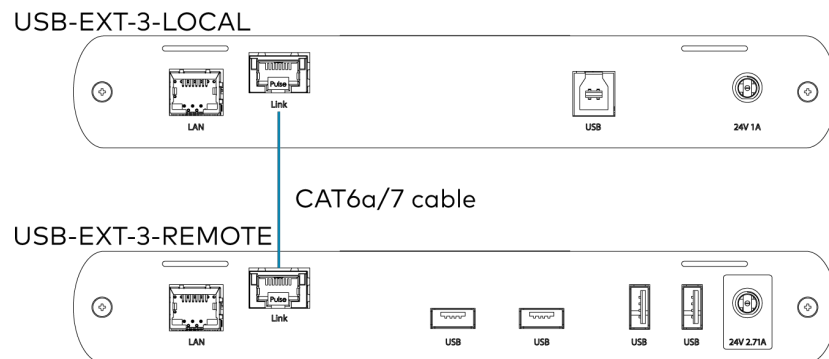 USB-EXT-3-LOCAL
Pulse
LAN
Link
USB
24V 1A
CAT6a/7 cable
USB-EXT-3-REMOTE
Pulse
LAN
Link
USB
USB
USB
USB
24V 2.71A